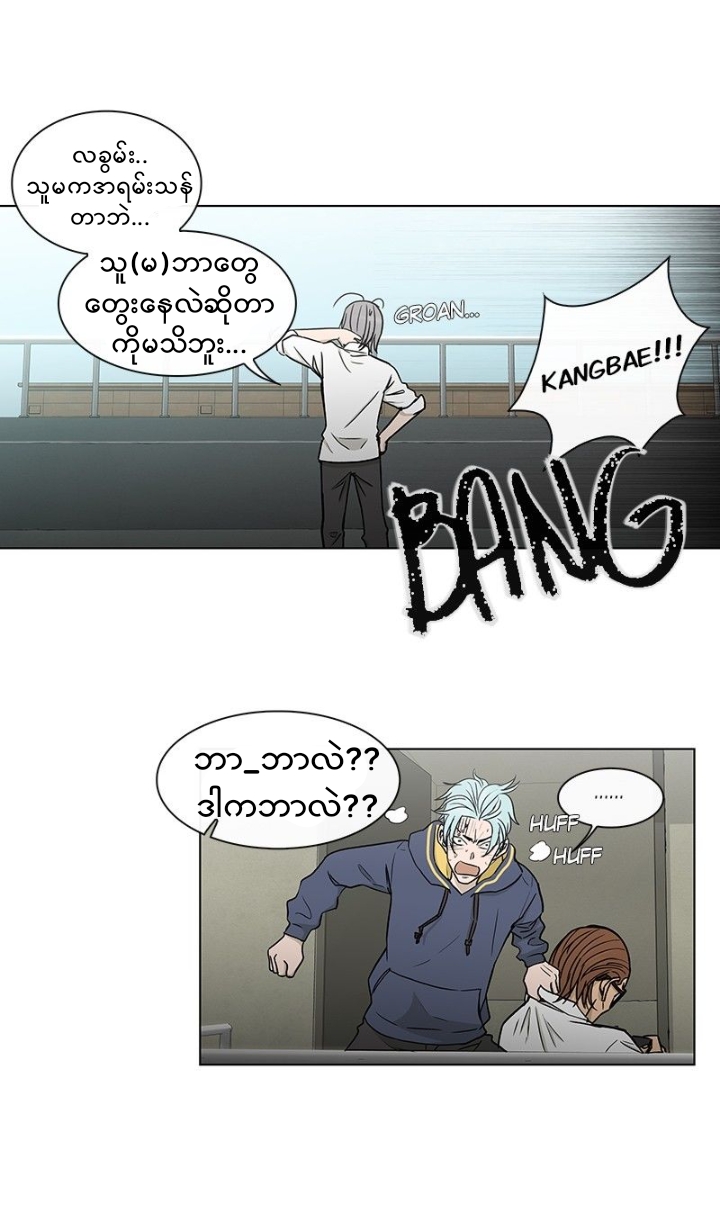 လခွမ်း..
သူမကအာရမ်းသန်
တာဘဲ...
သူ(မ)ဘာတွေ
တွေးနေလဲဆိုတာ
ကိုမသိဘူး...
GROAN...
KANGBAE!!!
BANG
ဘာ_ဘာလဲ??
ဒါကဘာလဲ??
......
HUFF
HUFF